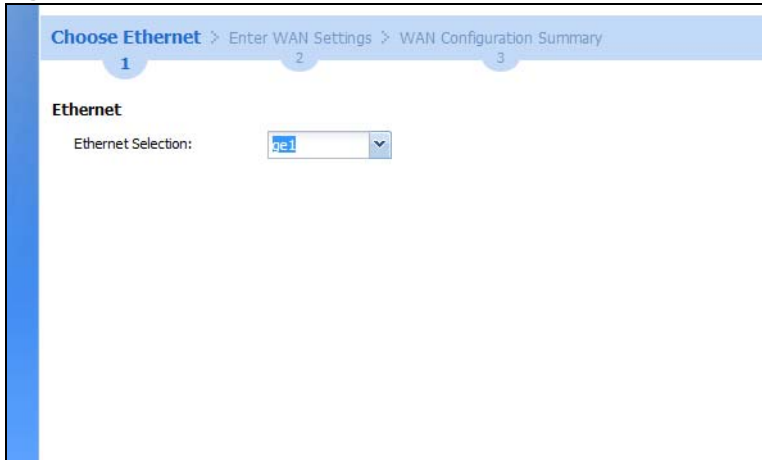 Choose Ethernet > Enter WAN Settings > WAN Configuration Summary
1 2 3
Ethernet
Ethernet Selection: ge1